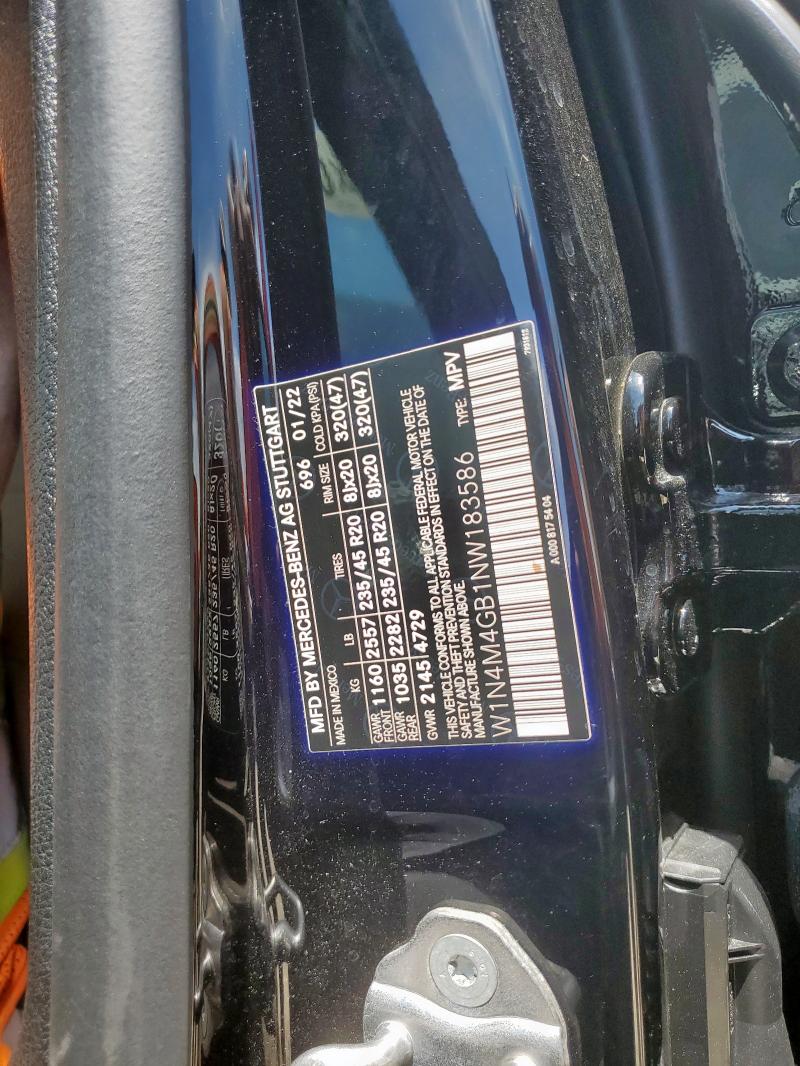 MFD BY MERCEDES-BENZ AG STUTTGART
MADE IN MEXICO 696 01/22
KG LB TIRES RIM SIZE COLD KPA(PSI)
GAWR FRONT 1160 2557 235/45 R20 8Jx20 320(47)
GAWR REAR 1035 2282 235/45 R20 8Jx20 320(47)
GVWR 2145 4729
THIS VEHICLE CONFORMS TO ALL APPLICABLE FEDERAL MOTOR VEHICLE
SAFETY AND THEFT PREVENTION STANDARDS IN EFFECT ON THE DATE OF
MANUFACTURE SHOWN ABOVE.
W1N4M4GB1NW183586 TYPE: MPV
A 000 817 54 04